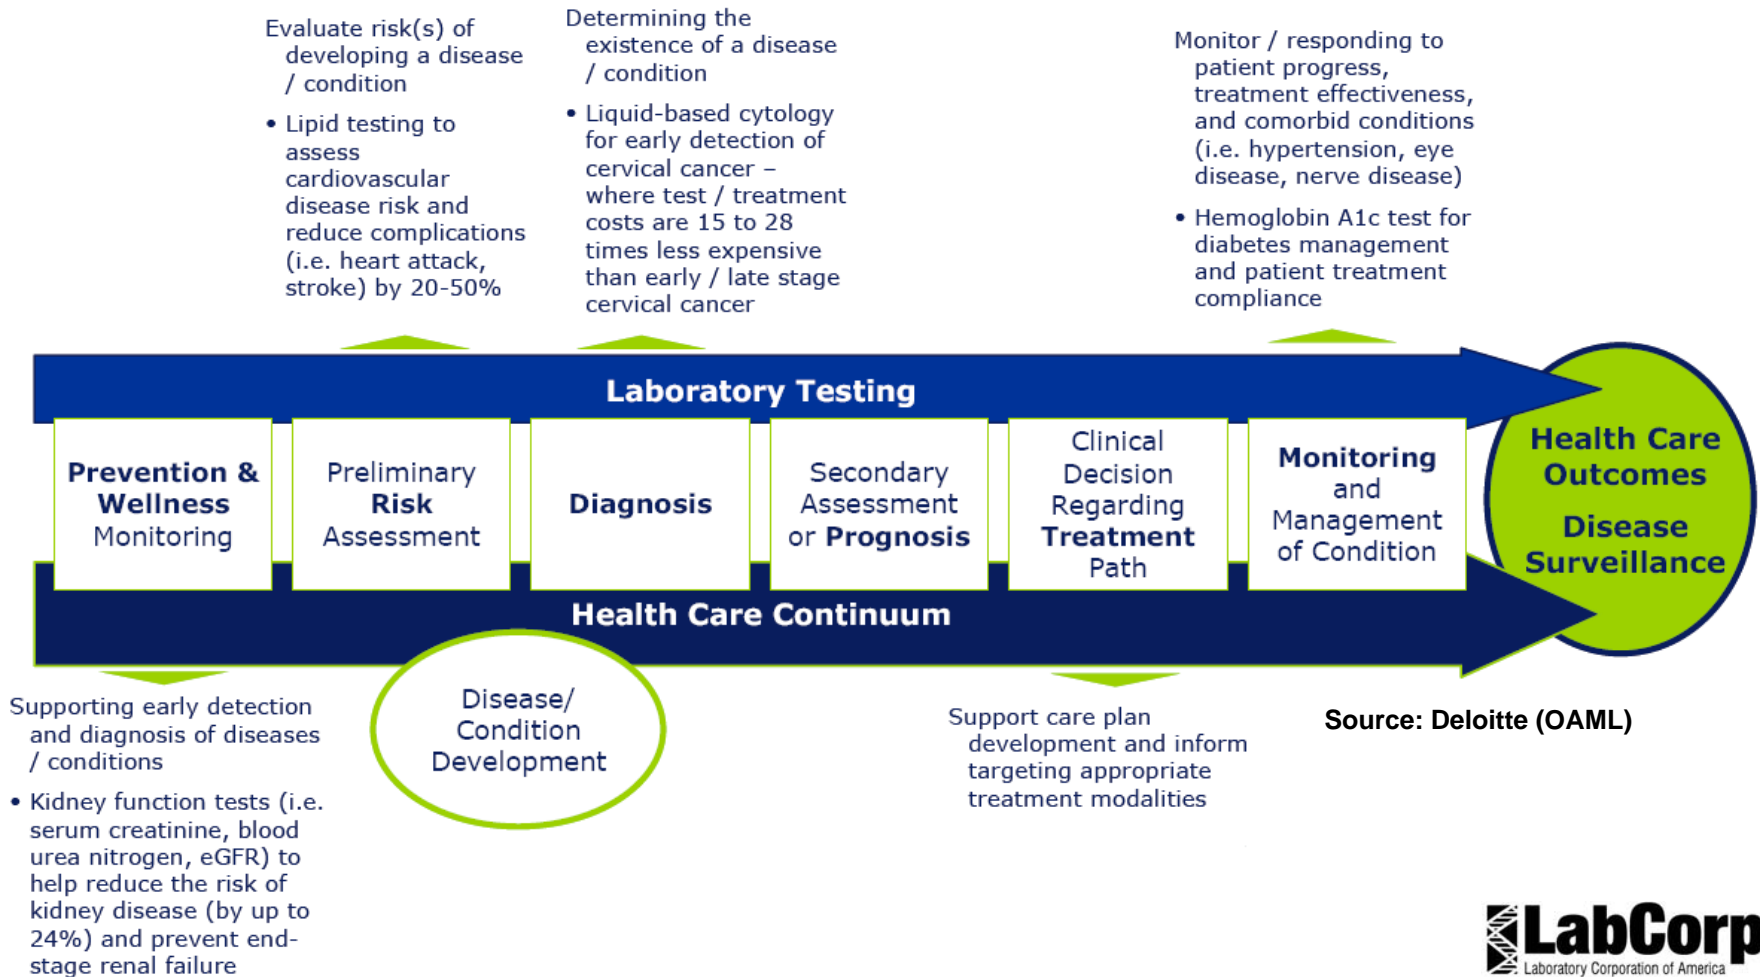 Evaluate risk(s) of
developing a disease
/ condition
• Lipid testing to
assess
cardiovascular
disease risk and
reduce complications
(i.e. heart attack,
stroke) by 20-50%
Determining the
existence of a disease
/ condition
• Liquid-based cytology
for early detection of
cervical cancer –
where test / treatment
costs are 15 to 28
times less expensive
than early / late stage
cervical cancer
Monitor / responding to
patient progress,
treatment effectiveness,
and comorbid conditions
(i.e. hypertension, eye
disease, nerve disease)
• Hemoglobin A1c test for
diabetes management
and patient treatment
compliance
Laboratory Testing
Prevention &
Wellness
Monitoring
Preliminary
Risk
Assessment
Diagnosis
Secondary
Assessment
or Prognosis
Clinical
Decision
Regarding
Treatment
Path
Monitoring
and
Management
of Condition
Health Care
Outcomes
Disease
Surveillance
Health Care Continuum
Supporting early detection
and diagnosis of diseases
/ conditions
• Kidney function tests (i.e.
serum creatinine, blood
urea nitrogen, eGFR) to
help reduce the risk of
kidney disease (by up to
24%) and prevent end-
stage renal failure
Disease/
Condition
Development
Support care plan
development and inform
targeting appropriate
treatment modalities
Source: Deloitte (OAML)
LabCorp
Laboratory Corporation of America